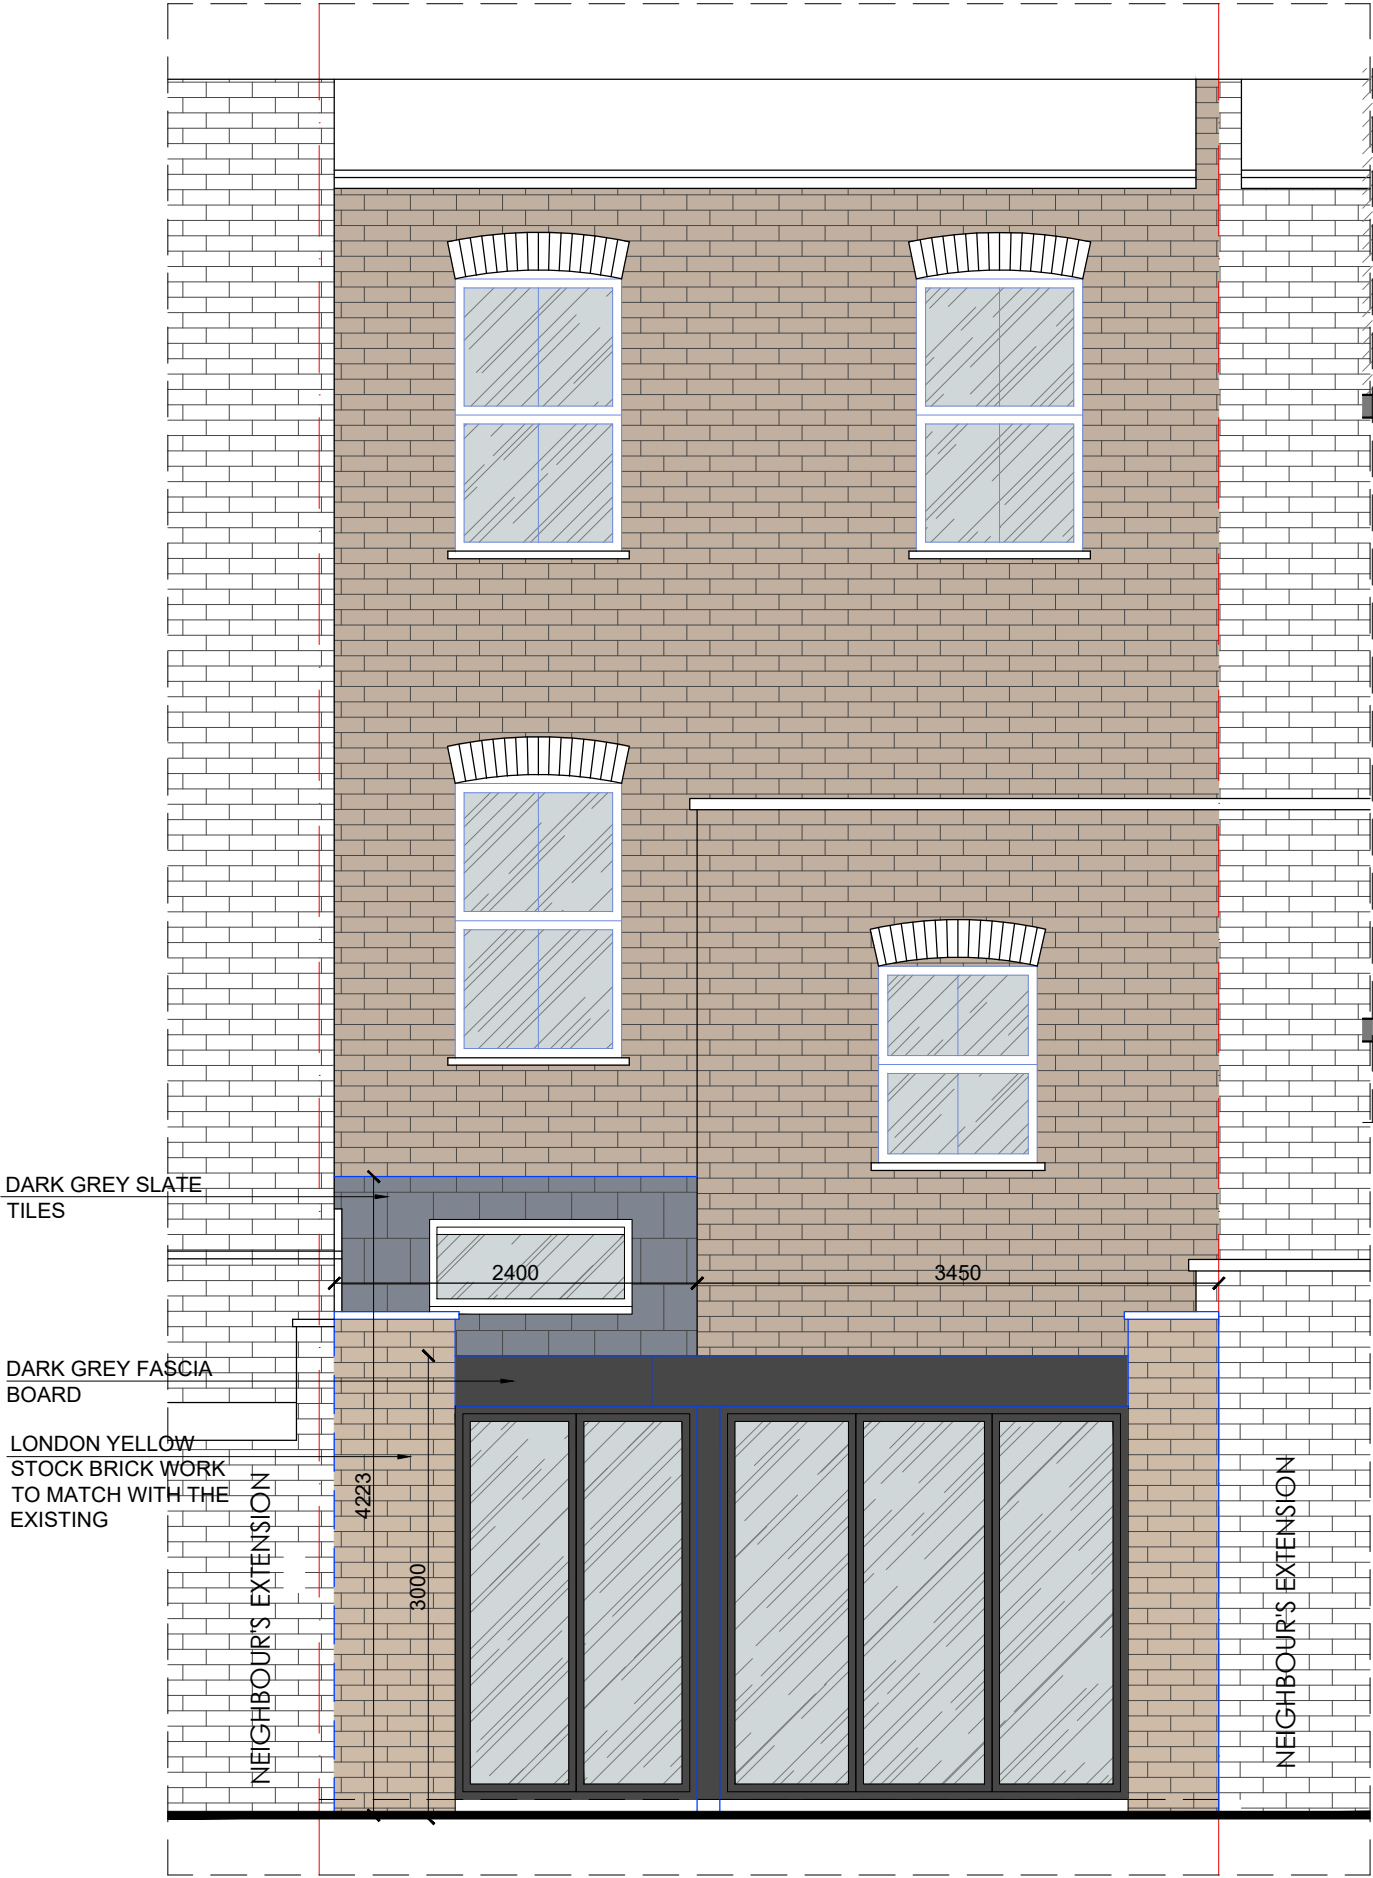 DARK GREY SLATE
TILES
2400
3450
DARK GREY FASCIA
BOARD
LONDON YELLOW
STOCK BRICK WORK
TO MATCH WITH THE
EXISTING
4223
3000
NEIGHBOUR'S EXTENSION
NEIGHBOUR'S EXTENSION